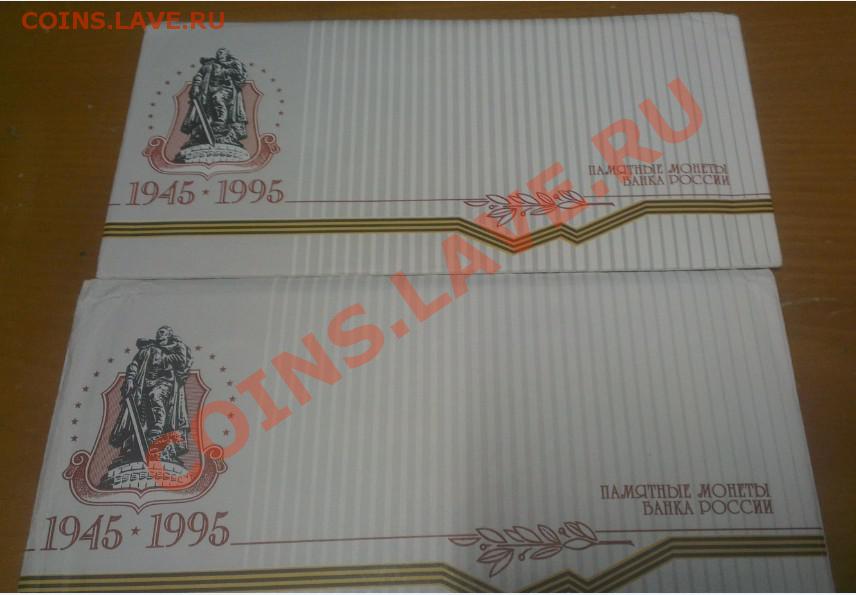 COINS.LAVE.RU
1945 ★ 1995
ПАМЯТНЫЕ МОНЕТЫ
БАНКА РОССИИ
COINS.LAVE.RU
1945 ★ 1995
ПАМЯТНЫЕ МОНЕТЫ
БАНКА РОССИИ